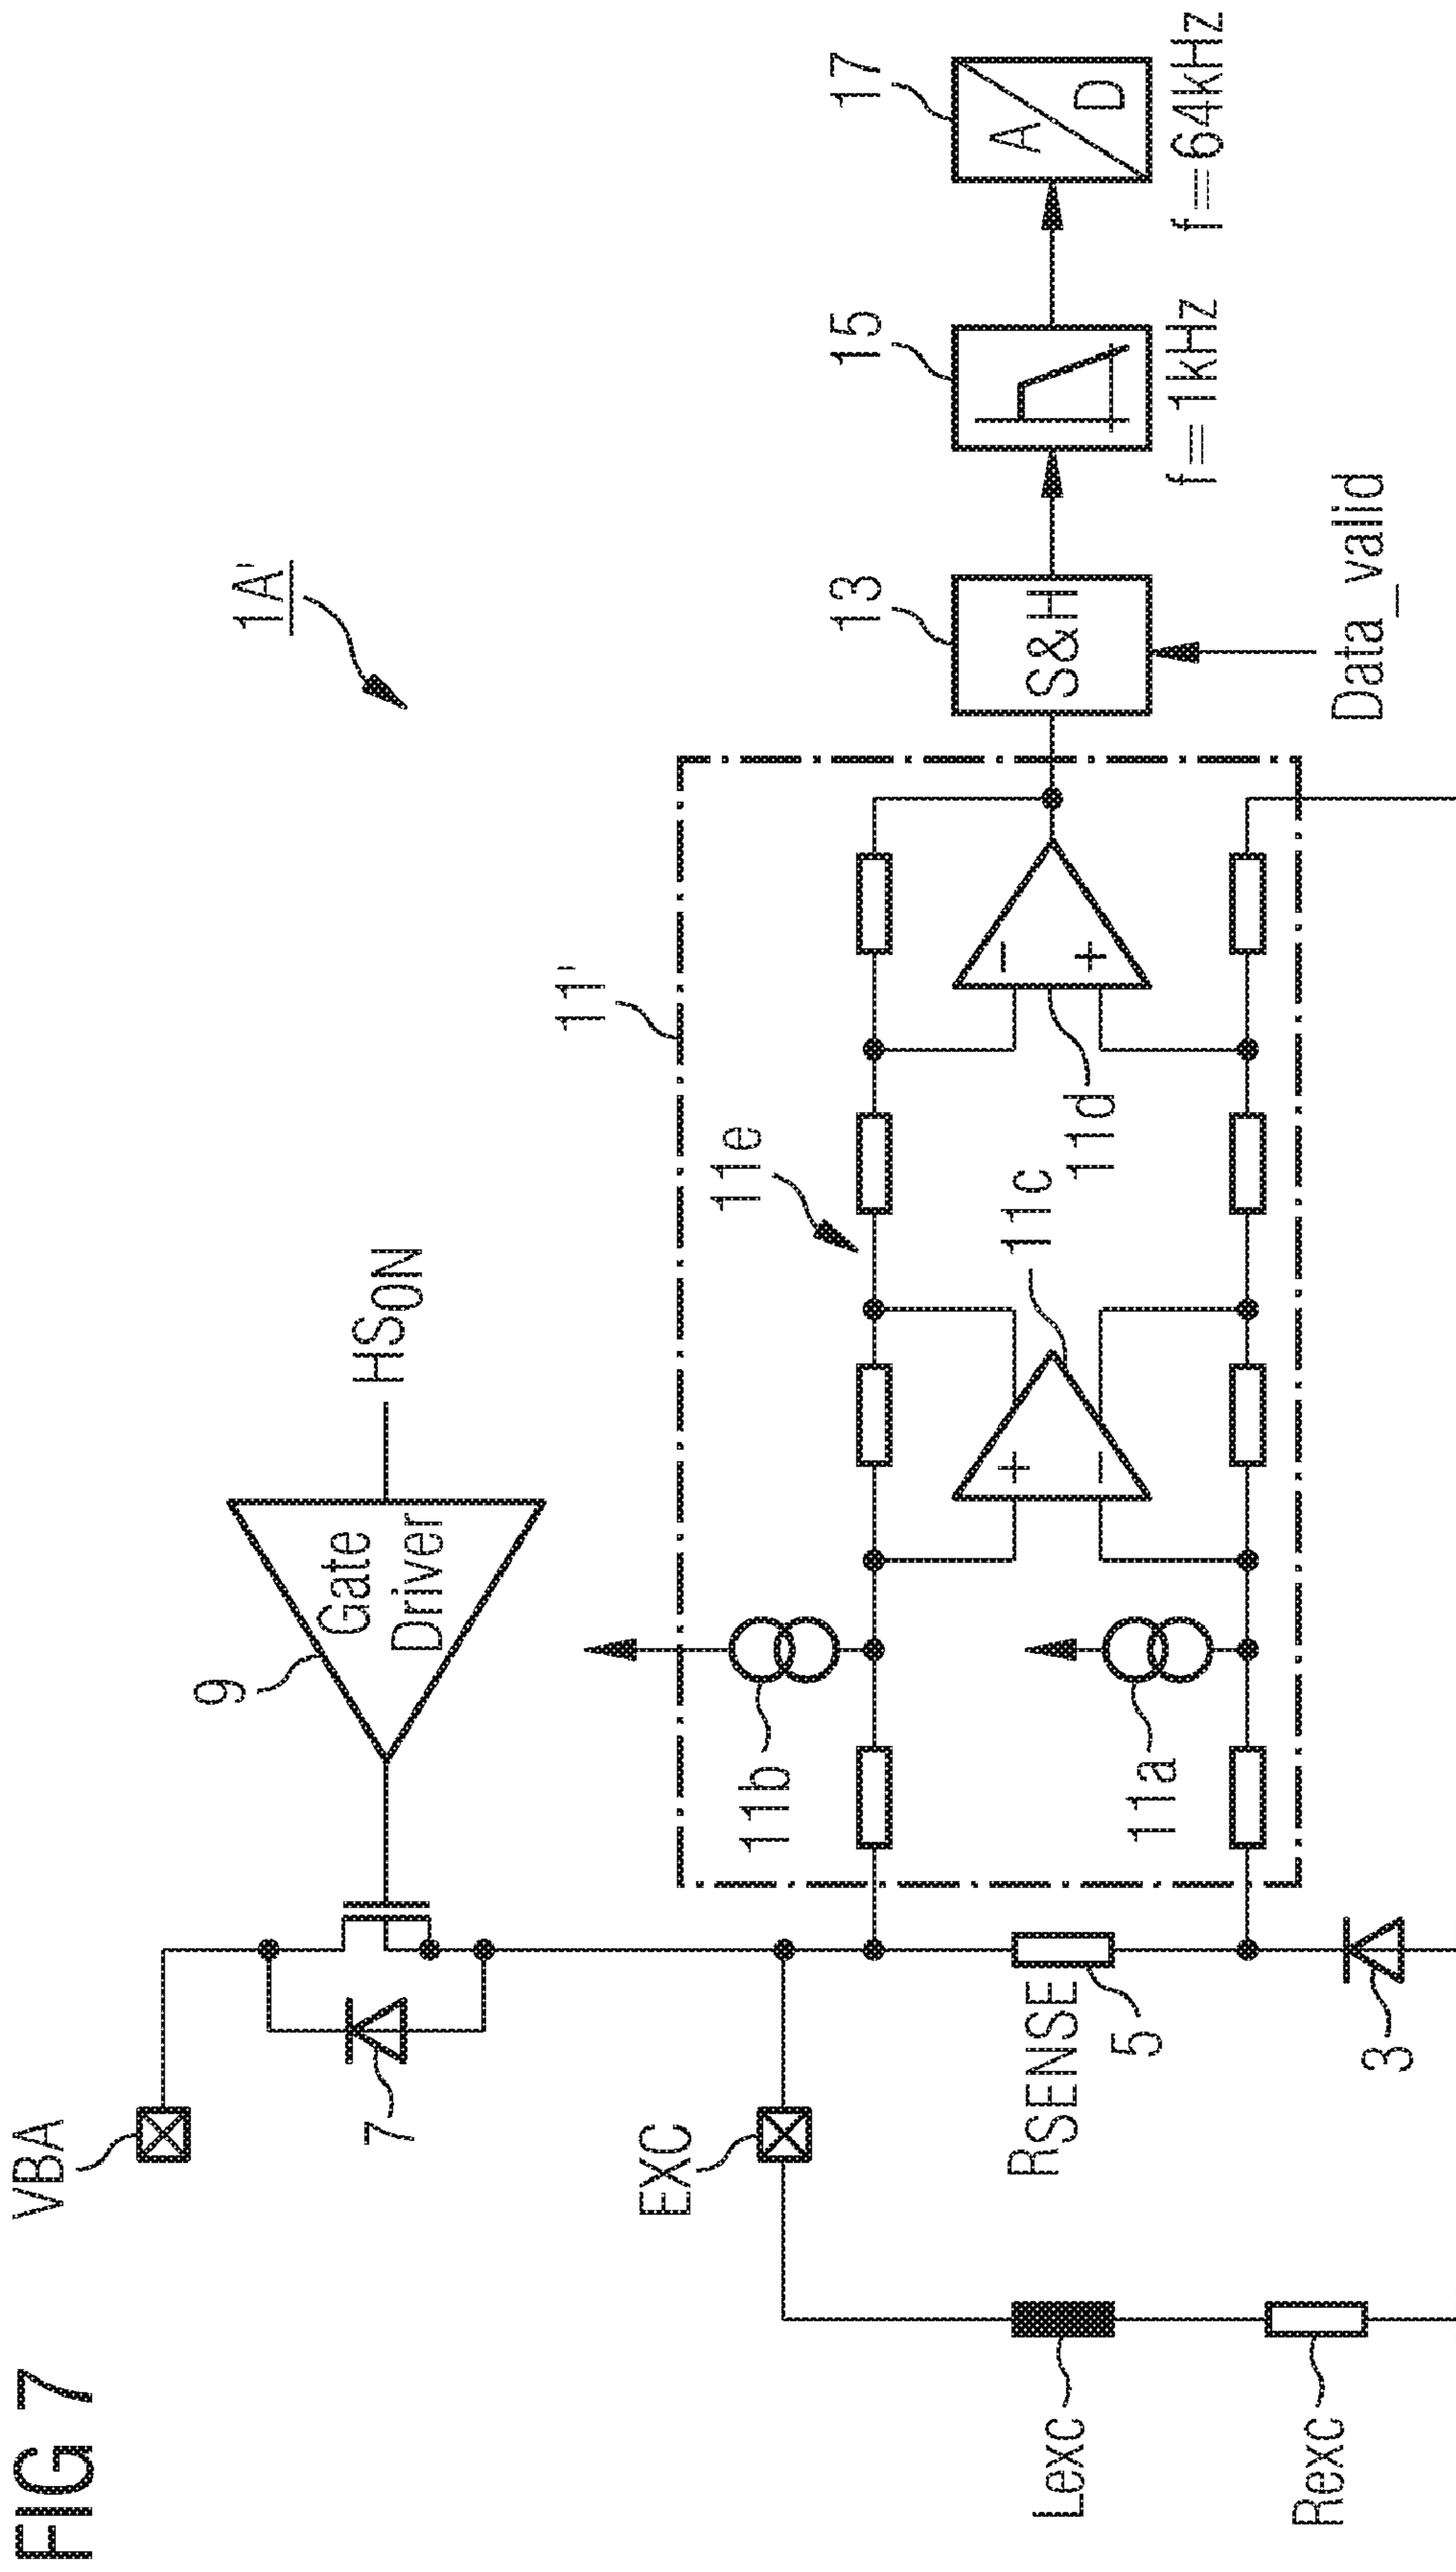 FIG 7
1A'
VBA
7
9
Gate
Driver
HSON
EXC
11'
11b
11e
11a
11c
11d
RSENSE
5
3
Lexc
Rexc
-
+
+
-
13
S&H
Data_valid
15
f=1kHz
17
A
D
f=64kHz